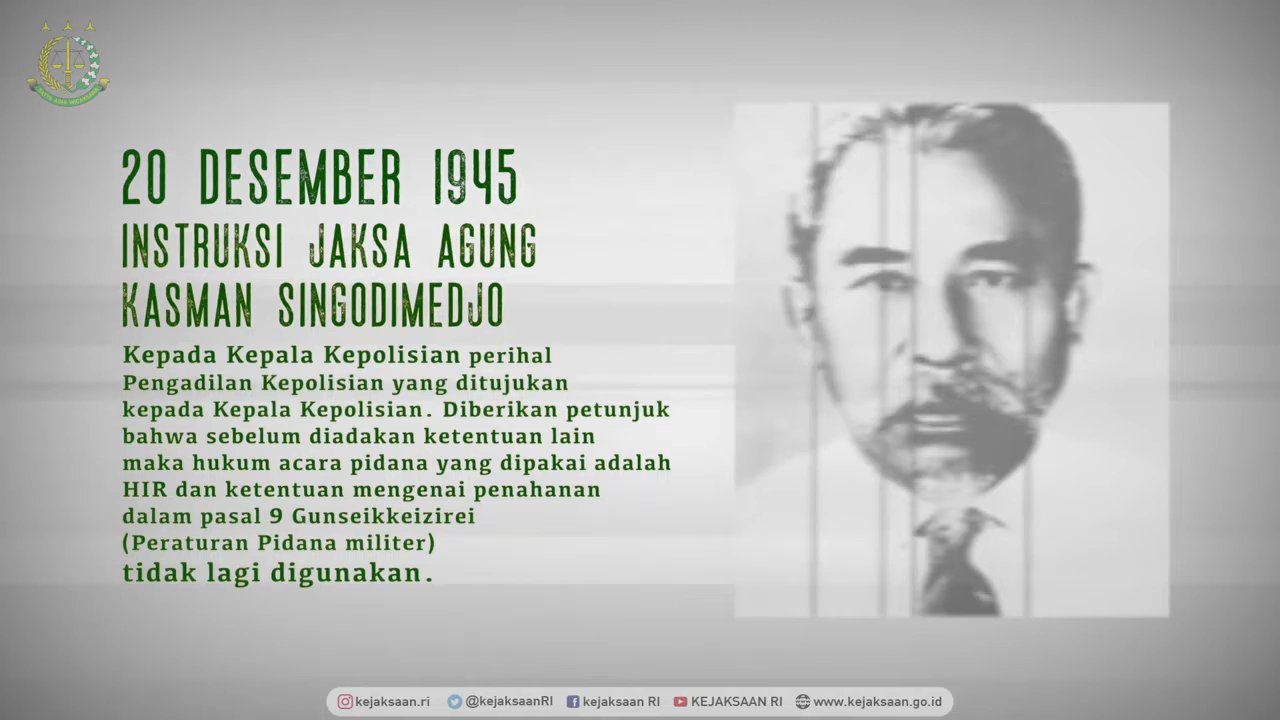 20 DESEMBER 1945
INSTRUKSI JAKSA AGUNG
KASMAN SINGODIMEDJO
Kepada Kepala Kepolisian perihal
Pengadilan Kepolisian yang ditujukan
kepada Kepala Kepolisian. Diberikan petunjuk
bahwa sebelum diadakan ketentuan lain
maka hukum acara pidana yang dipakai adalah
HIR dan ketentuan mengenai penahanan
dalam pasal 9 Gunseikkeizirei
(Peraturan Pidana militer)
tidak lagi digunakan.
kejaksaan.ri @kejaksaanRI kejaksaan RI KEJAKSAAN RI www.kejaksaan.go.id